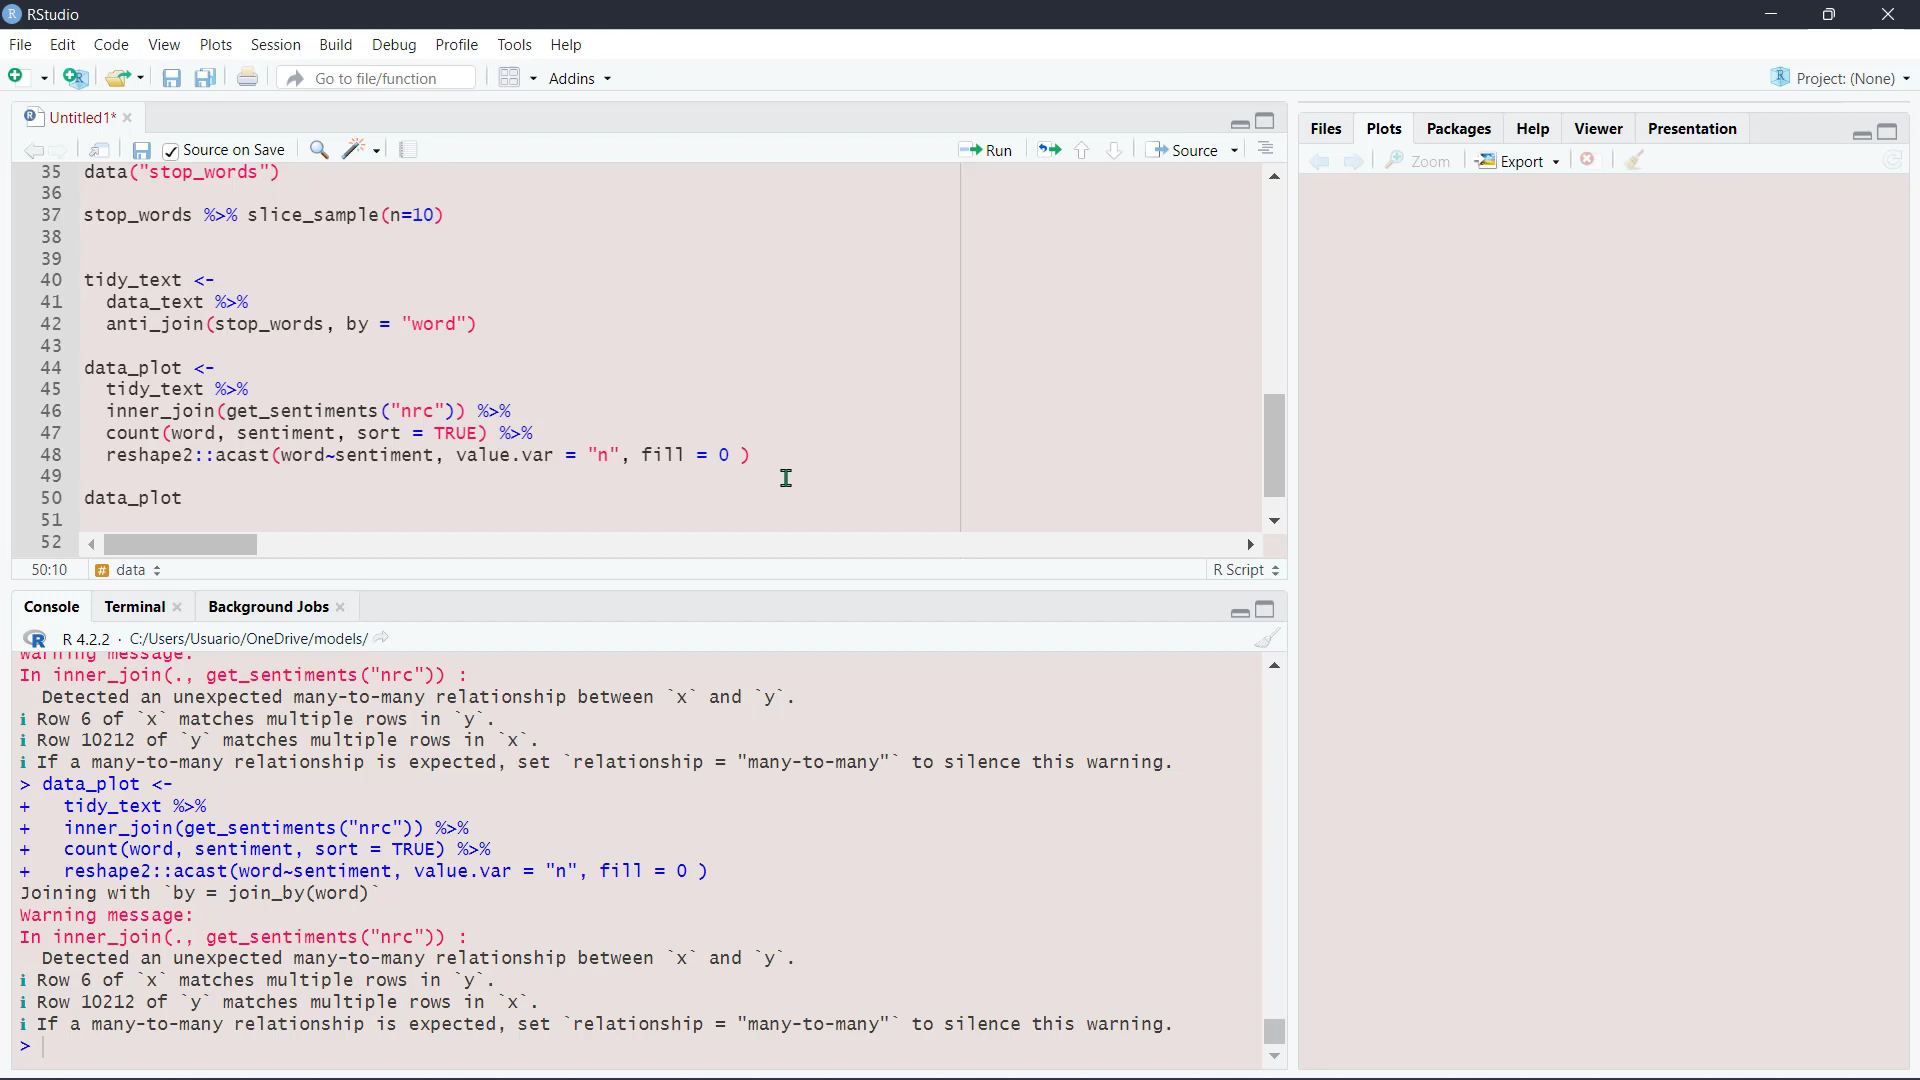 RStudio
File Edit Code View Plots Session Build Debug Profile Tools Help
Go to file/function Addins Project: (None)
Untitled1*
Source on Save Run Source
35 data("stop_words")
36
37 stop_words %>% slice_sample(n=10)
38
39
40 tidy_text <-
41 data_text %>%
42 anti_join(stop_words, by = "word")
43
44 data_plot <-
45 tidy_text %>%
46 inner_join(get_sentiments("nrc")) %>%
47 count(word, sentiment, sort = TRUE) %>%
48 reshape2::acast(word~sentiment, value.var = "n", fill = 0 )
49
50 data_plot
51
52
50:10 # data R Script
Console Terminal Background Jobs
R R 4.2.2 · C:/Users/Usuario/OneDrive/models/
Warning message:
In inner_join(., get_sentiments("nrc")) :
Detected an unexpected many-to-many relationship between `x` and `y`.
i Row 6 of `x` matches multiple rows in `y`.
i Row 10212 of `y` matches multiple rows in `x`.
i If a many-to-many relationship is expected, set `relationship = "many-to-many"` to silence this warning.
> data_plot <-
+ tidy_text %>%
+ inner_join(get_sentiments("nrc")) %>%
+ count(word, sentiment, sort = TRUE) %>%
+ reshape2::acast(word~sentiment, value.var = "n", fill = 0 )
Joining with `by = join_by(word)`
Warning message:
In inner_join(., get_sentiments("nrc")) :
Detected an unexpected many-to-many relationship between `x` and `y`.
i Row 6 of `x` matches multiple rows in `y`.
i Row 10212 of `y` matches multiple rows in `x`.
i If a many-to-many relationship is expected, set `relationship = "many-to-many"` to silence this warning.
>
Files Plots Packages Help Viewer Presentation
Zoom Export